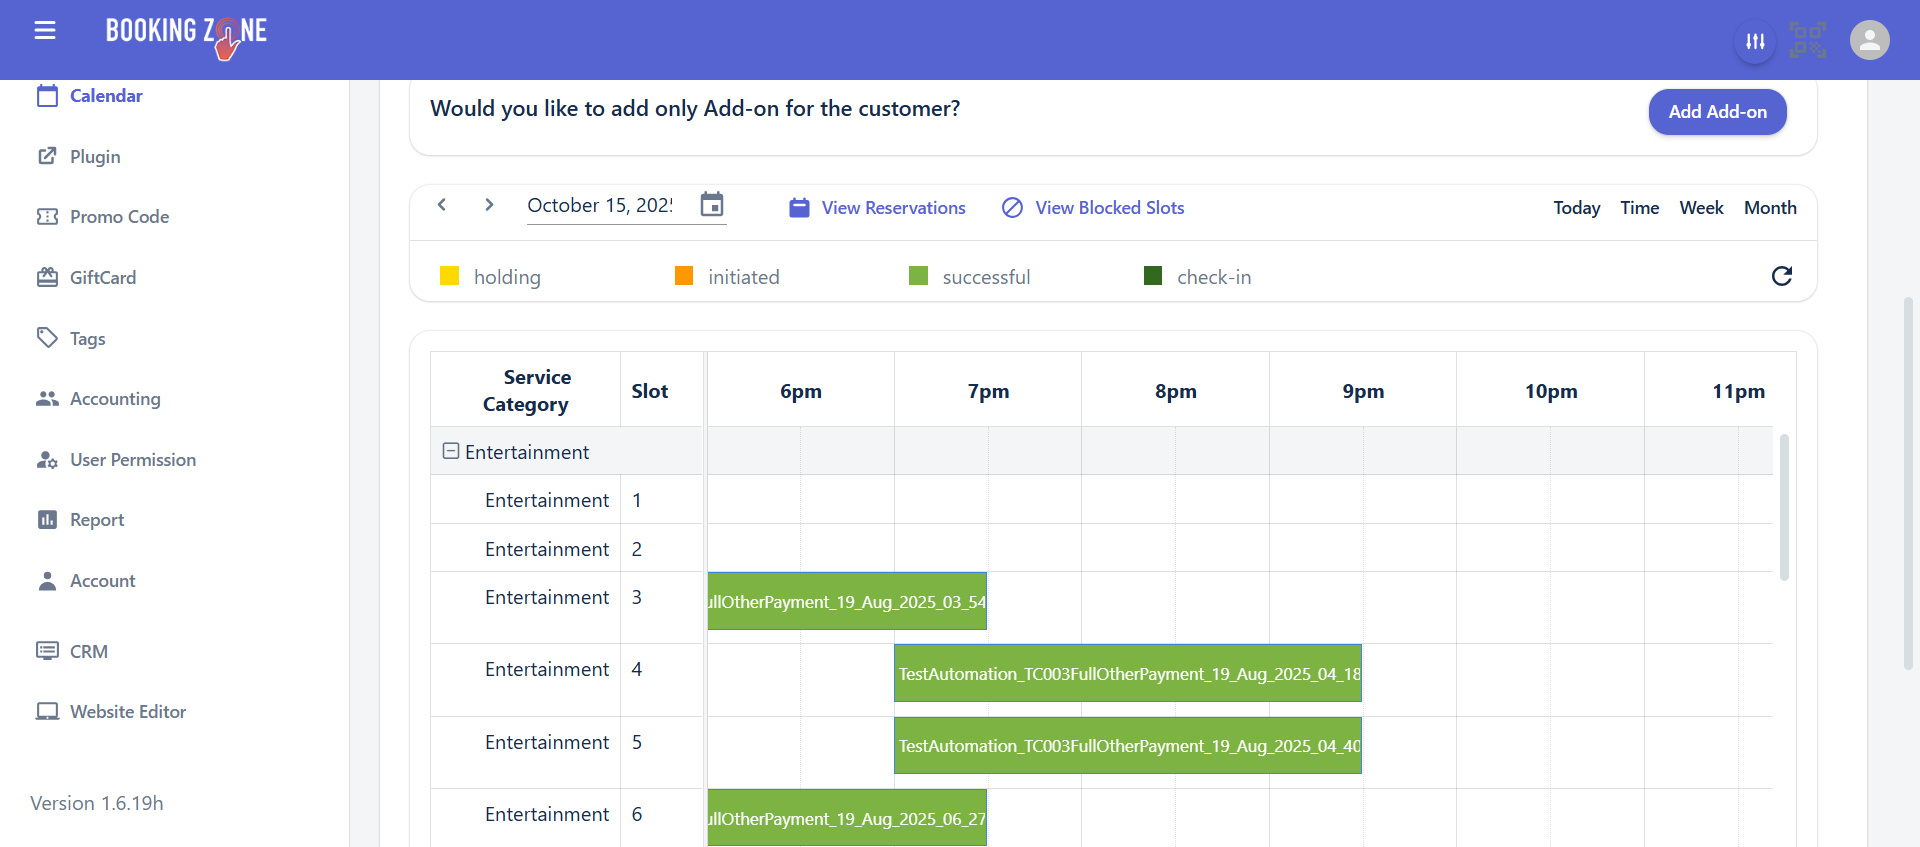 BOOKING ZONE
Calendar
Plugin
Promo Code
GiftCard
Tags
Accounting
User Permission
Report
Account
CRM
Website Editor
Version 1.6.19h
Would you like to add only Add-on for the customer?
Add Add-on
October 15, 202
View Reservations
View Blocked Slots
Today Time Week Month
holding initiated successful check-in
Service Category Slot 6pm 7pm 8pm 9pm 10pm 11pm
Entertainment
Entertainment 1
Entertainment 2
Entertainment 3 ullOtherPayment_19_Aug_2025_03_54
Entertainment 4 TestAutomation_TC003FullOtherPayment_19_Aug_2025_04_18
Entertainment 5 TestAutomation_TC003FullOtherPayment_19_Aug_2025_04_40
Entertainment 6 ullOtherPayment_19_Aug_2025_06_27